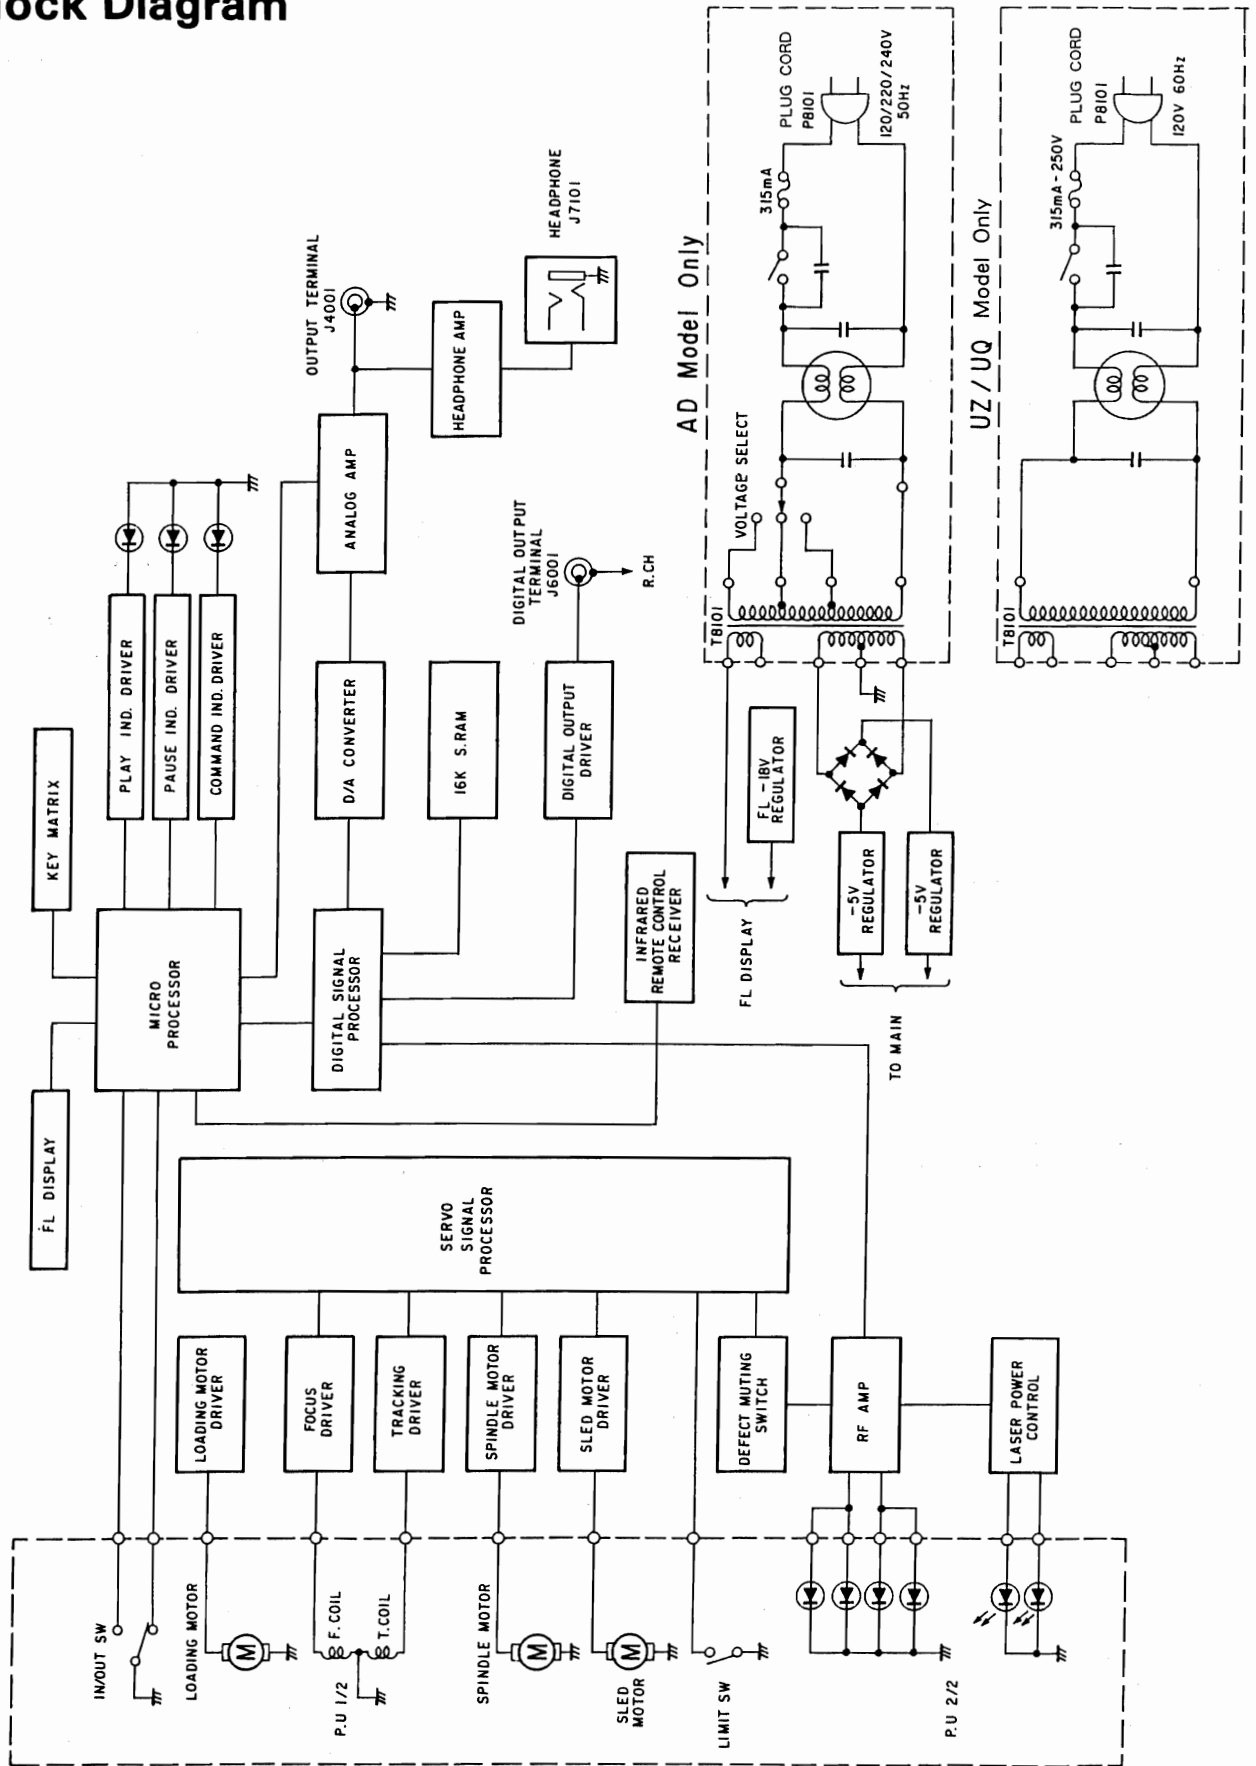 lock Diagram
KEY MATRIX
FL DISPLAY
MICRO
PROCESSOR
PLAY IND. DRIVER
PAUSE IND. DRIVER
COMMAND IND. DRIVER
DIGITAL SIGNAL
PROCESSOR
D/A CONVERTER
ANALOG AMP
OUTPUT TERMINAL
J4001
HEADPHONE AMP
HEADPHONE
J7101
16K S.RAM
DIGITAL OUTPUT
DRIVER
DIGITAL OUTPUT
TERMINAL
J6001
R.CH
INFRARED
REMOTE CONTROL
RECEIVER
SERVO
SIGNAL
PROCESSOR
LOADING MOTOR
DRIVER
FOCUS
DRIVER
TRACKING
DRIVER
SPINDLE MOTOR
DRIVER
SLED MOTOR
DRIVER
DEFECT MUTING
SWITCH
RF AMP
LASER POWER
CONTROL
IN/OUT SW
LOADING MOTOR
M
P.U 1/2
F.COIL
T.COIL
SPINDLE MOTOR
M
SLED
MOTOR
M
LIMIT SW
P.U 2/2
AD Model Only
T8101
VOLTAGE SELECT
315mA
PLUG CORD
P8101
120/220/240V
50Hz
FL DISPLAY
FL -18V
REGULATOR
-5V
REGULATOR
-5V
REGULATOR
TO MAIN
UZ/UQ Model Only
T8101
315mA-250V
PLUG CORD
P8101
120V 60Hz